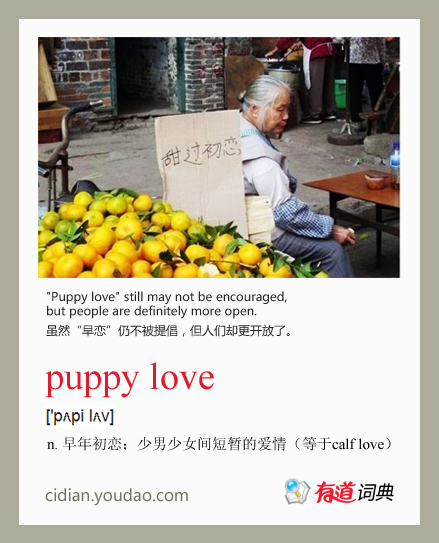 甜过初恋
"Puppy love" still may not be encouraged,
but people are definitely more open.
虽然“早恋”仍不被提倡，但人们却更开放了。
puppy love
['pʌpi lʌv]
n. 早年初恋；少男少女间短暂的爱情（等于calf love）
cidian.youdao.com
有道词典